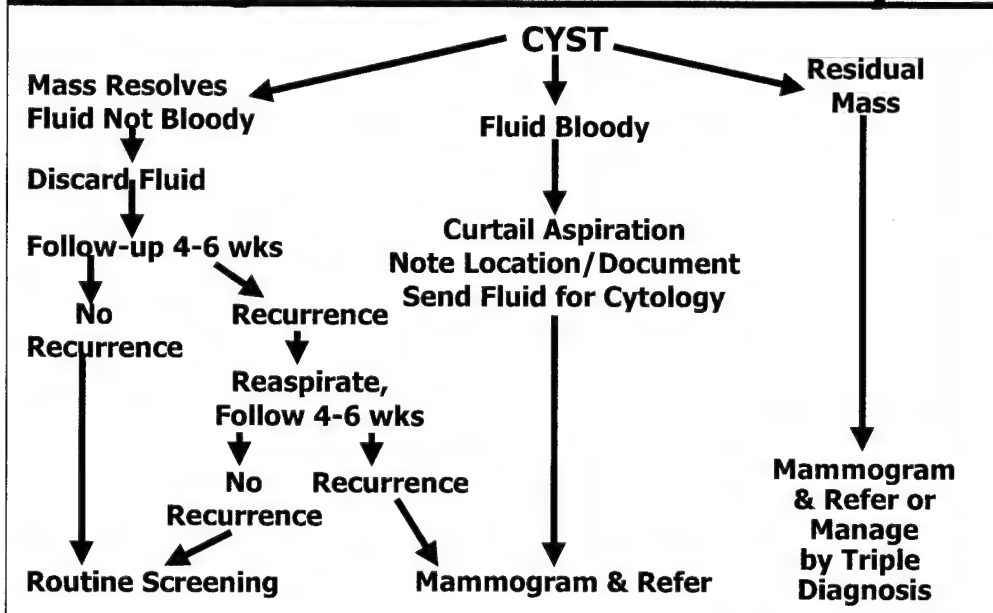 CYST
Mass Resolves
Fluid Not Bloody
Discard Fluid
Follow-up 4-6 wks
No
Recurrence
Recurrence
Reaspirate,
Follow 4-6 wks
No
Recurrence
Recurrence
Routine Screening
Fluid Bloody
Curtail Aspiration
Note Location/Document
Send Fluid for Cytology
Mammogram & Refer
Residual
Mass
Mammogram
& Refer or
Manage
by Triple
Diagnosis